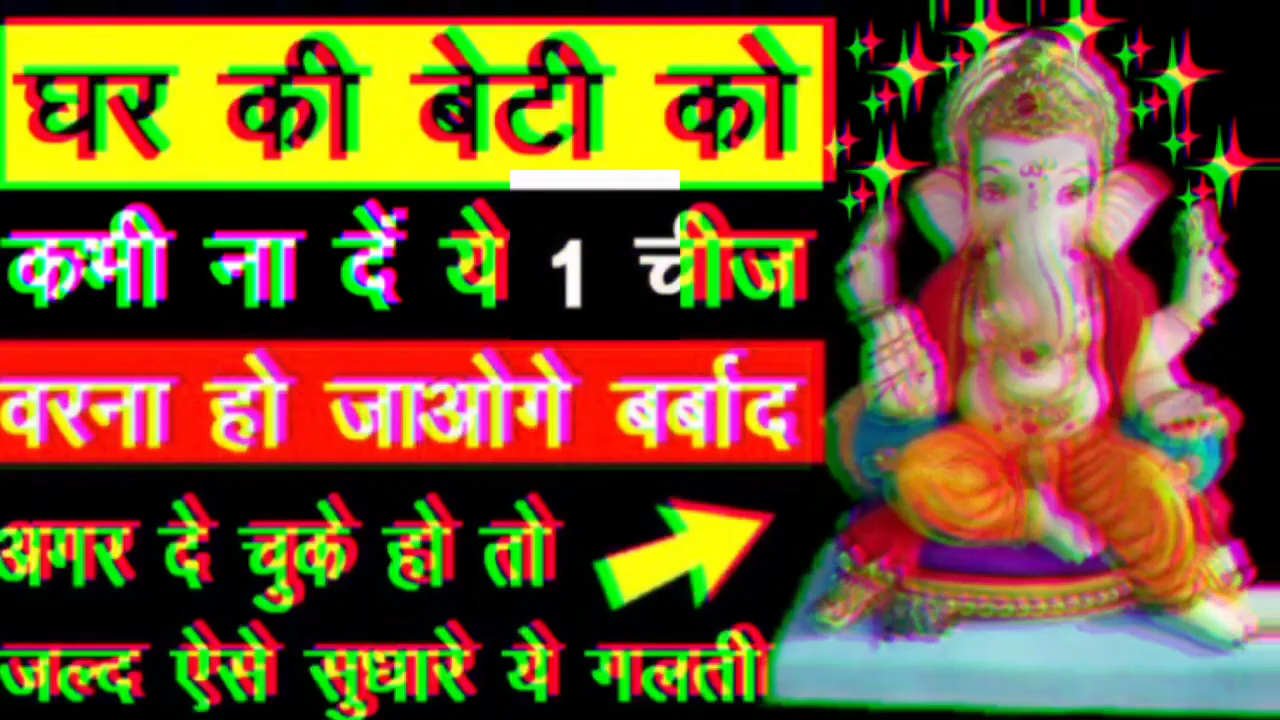 घर की बेटी को
कभी ना दें ये 1 चीज
वरना हो जाओगे बर्बाद
अगर दे चुके हो तो
जल्द ऐसे सुधारे ये गलती